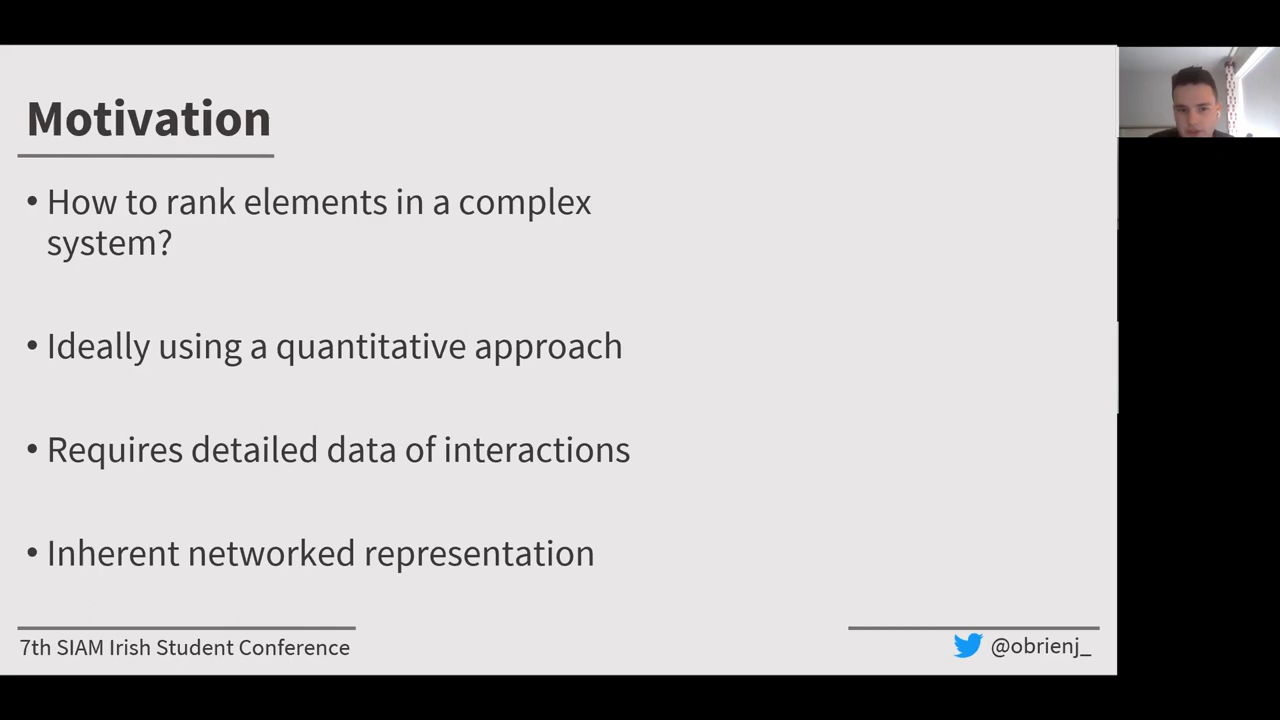 Motivation
• How to rank elements in a complex
system?
• Ideally using a quantitative approach
• Requires detailed data of interactions
• Inherent networked representation
7th SIAM Irish Student Conference
@obrienj_